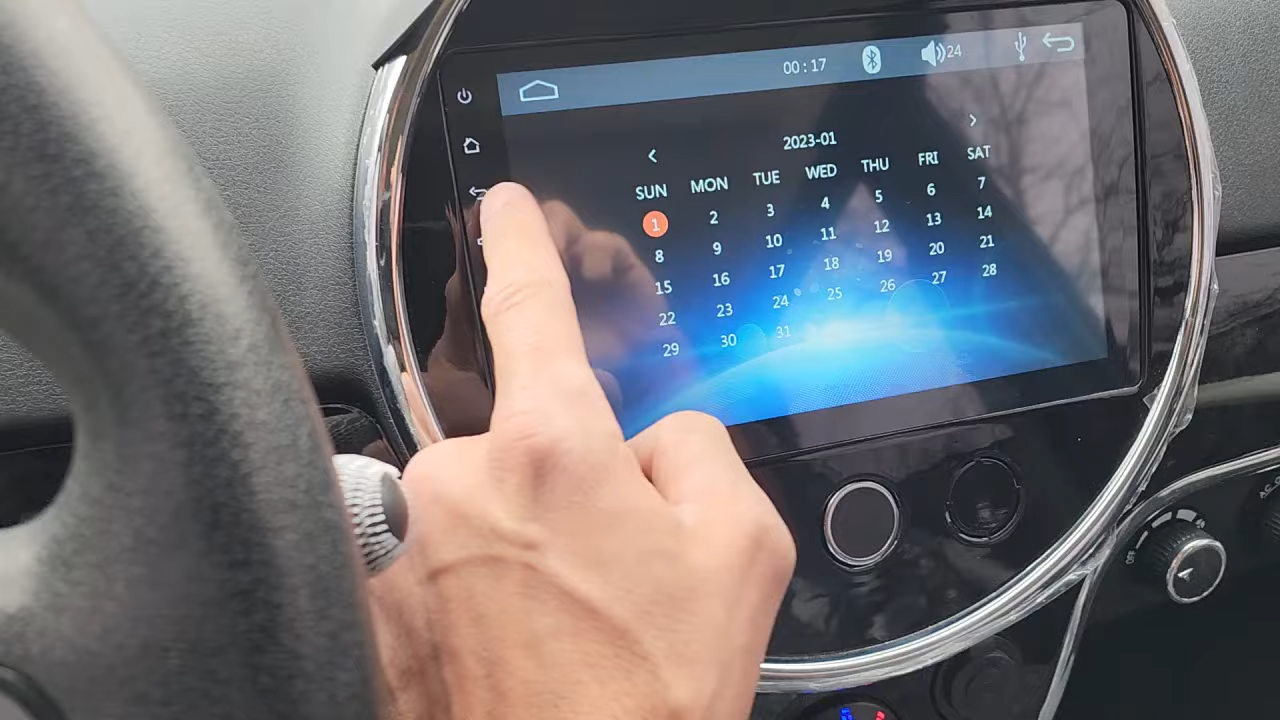 00 : 17 24
2023-01
SUN MON TUE WED THU FRI SAT
1 2 3 4 5 6 7
8 9 10 11 12 13 14
15 16 17 18 19 20 21
22 23 24 25 26 27 28
29 30 31
OFF